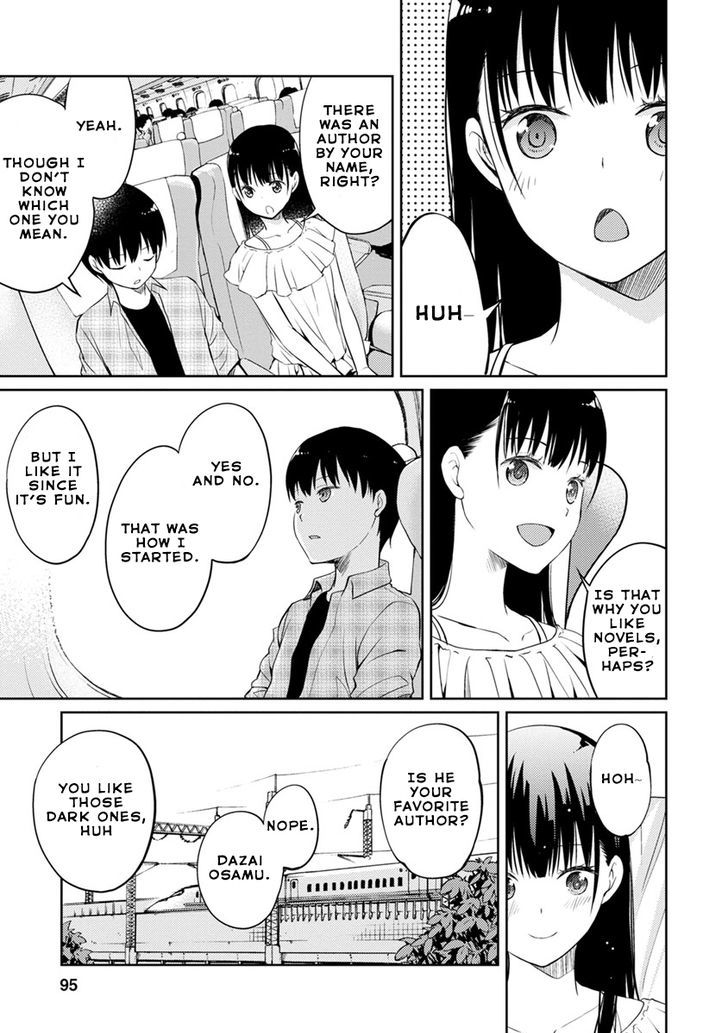 HUH—
THERE
WAS AN
AUTHOR
BY YOUR
NAME,
RIGHT?
YEAH.
THOUGH I
DON'T
KNOW
WHICH
ONE YOU
MEAN.
IS THAT
WHY YOU
LIKE
NOVELS,
PER-
HAPS?
YES
AND NO.
THAT WAS
HOW I
STARTED.
BUT I
LIKE IT
SINCE
IT'S FUN.
HOH~
IS HE
YOUR
FAVORITE
AUTHOR?
NOPE.
DAZAI
OSAMU.
YOU LIKE
THOSE
DARK ONES,
HUH
95